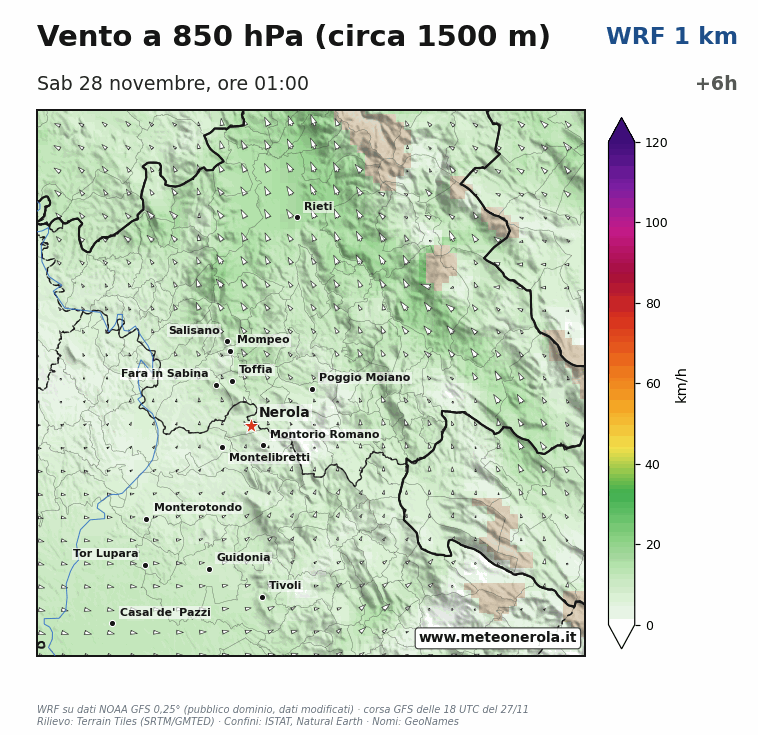 Vento a 850 hPa (circa 1500 m)
WRF 1 km
Sab 28 novembre, ore 01:00
+6h
Rieti
Salisano
Mompeo
Fara in Sabina
Toffia
Poggio Moiano
Nerola
Montorio Romano
Montelibretti
Monterotondo
Tor Lupara
Guidonia
Tivoli
Casal de' Pazzi
www.meteonerola.it
120
100
80
60
40
20
0
km/h
WRF su dati NOAA GFS 0,25° (pubblico dominio, dati modificati) · corsa GFS delle 18 UTC del 27/11
Rilievo: Terrain Tiles (SRTM/GMTED) · Confini: ISTAT, Natural Earth · Nomi: GeoNames